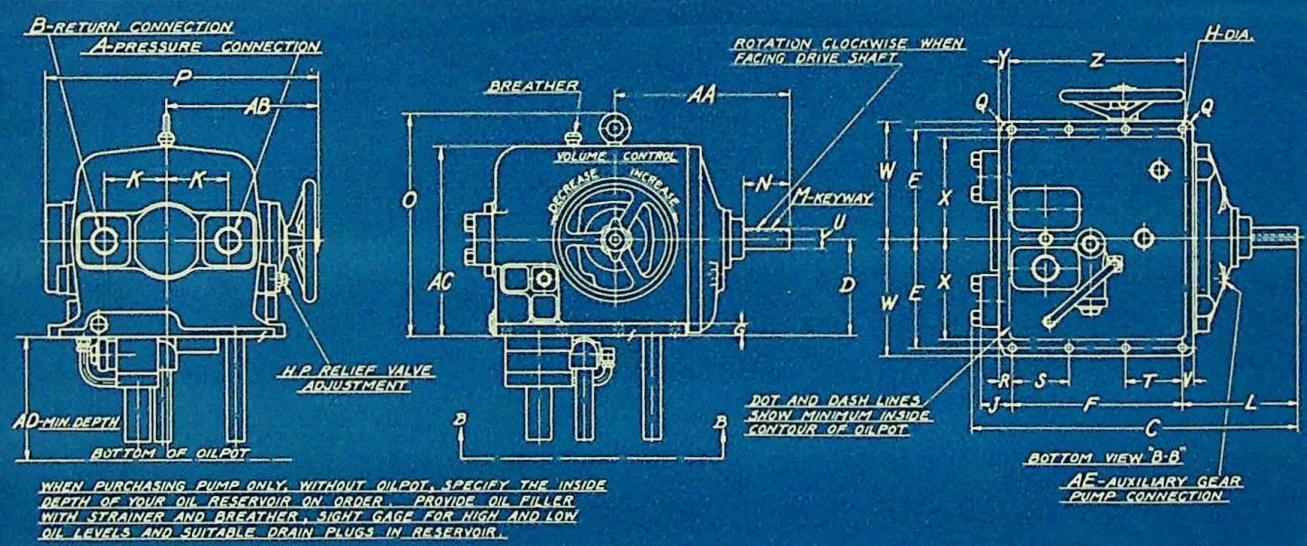 B-RETURN CONNECTION
A-PRESSURE CONNECTION
P
AB
K K
H.P. RELIEF VALVE
ADJUSTMENT
AD-MIN. DEPTH
BOTTOM OF OILPOT
BREATHER
AA
ROTATION CLOCKWISE WHEN
FACING DRIVE SHAFT
O
AC
VOLUME CONTROL
DECREASE INCREASE
N
M-KEYWAY
U
D
G
B B
H-DIA.
Y Z
Q Q
W E X
W E X
R S T V
J F L
C
DOT AND DASH LINES
SHOW MINIMUM INSIDE
CONTOUR OF OILPOT
BOTTOM VIEW "B-B"
AE-AUXILIARY GEAR
PUMP CONNECTION
WHEN PURCHASING PUMP ONLY, WITHOUT OILPOT, SPECIFY THE INSIDE
DEPTH OF YOUR OIL RESERVOIR ON ORDER. PROVIDE OIL FILLER
WITH STRAINER AND BREATHER, SIGHT GAGE FOR HIGH AND LOW
OIL LEVELS AND SUITABLE DRAIN PLUGS IN RESERVOIR.